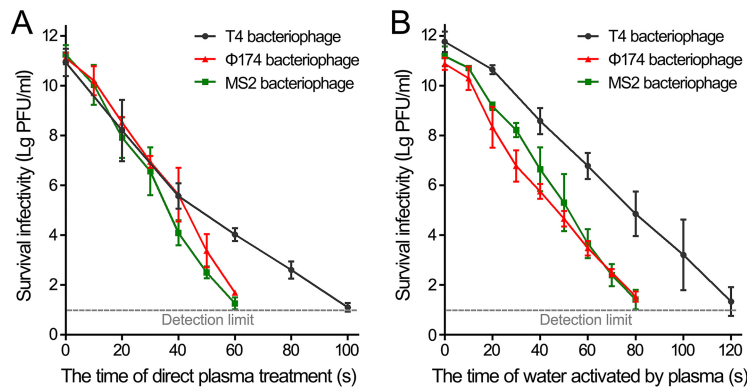 A
T4 bacteriophage
Φ174 bacteriophage
MS2 bacteriophage
Survival infectivity (Lg PFU/ml)
12
10
8
6
4
2
0
Detection limit
0 20 40 60 80 100
The time of direct plasma treatment (s)
B
T4 bacteriophage
Φ174 bacteriophage
MS2 bacteriophage
Survival infectivity (Lg PFU/ml)
12
10
8
6
4
2
0
Detection limit
0 20 40 60 80 100 120
The time of water activated by plasma (s)